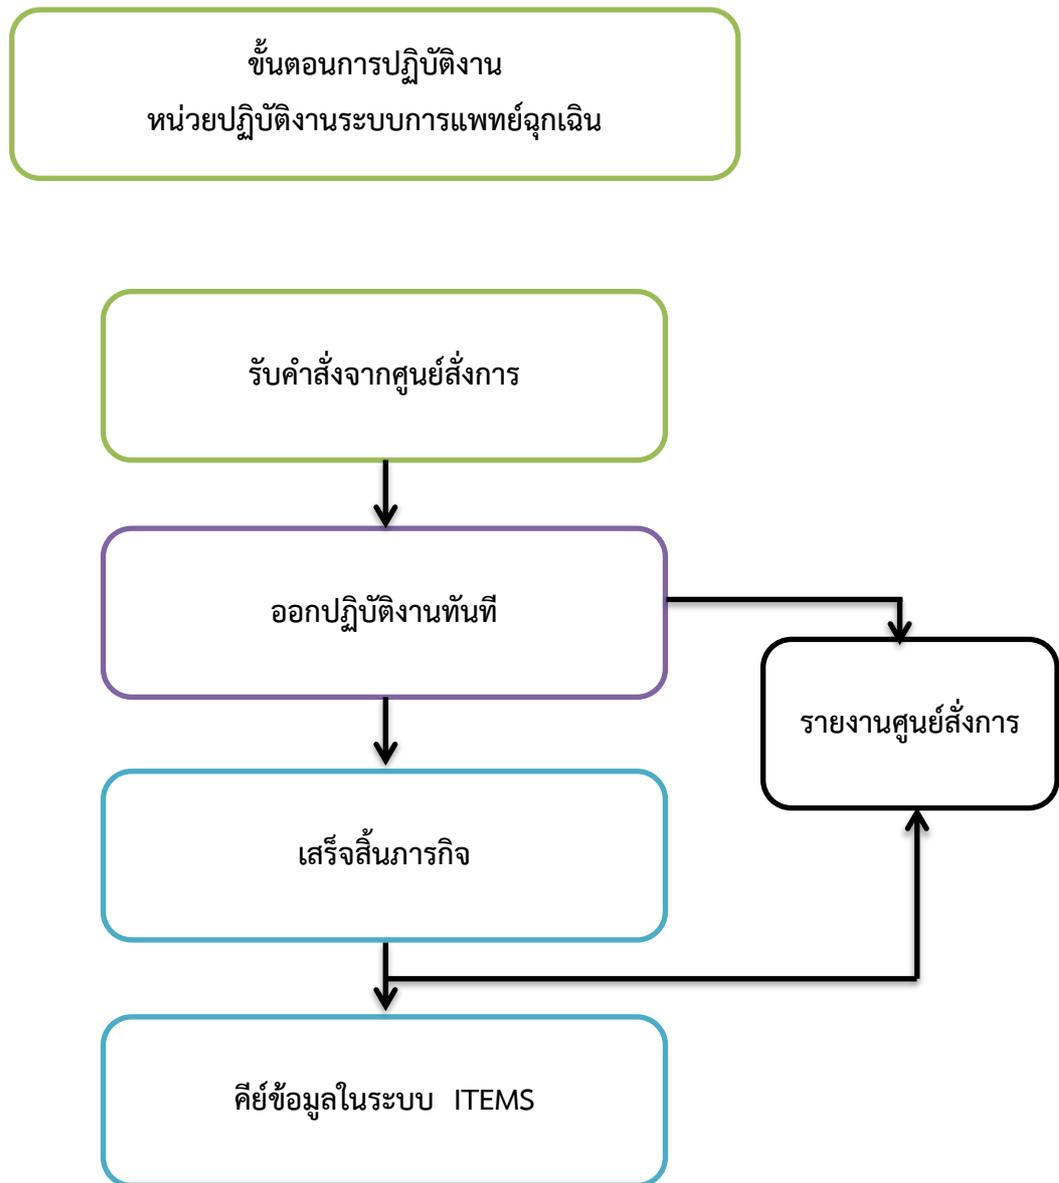 ขั้นตอนการปฏิบัติงาน
หน่วยปฏิบัติงานระบบการแพทย์ฉุกเฉิน
รับคำสั่งจากศูนย์สั่งการ
ออกปฏิบัติงานทันที
รายงานศูนย์สั่งการ
เสร็จสิ้นภารกิจ
คีย์ข้อมูลในระบบ ITEMS